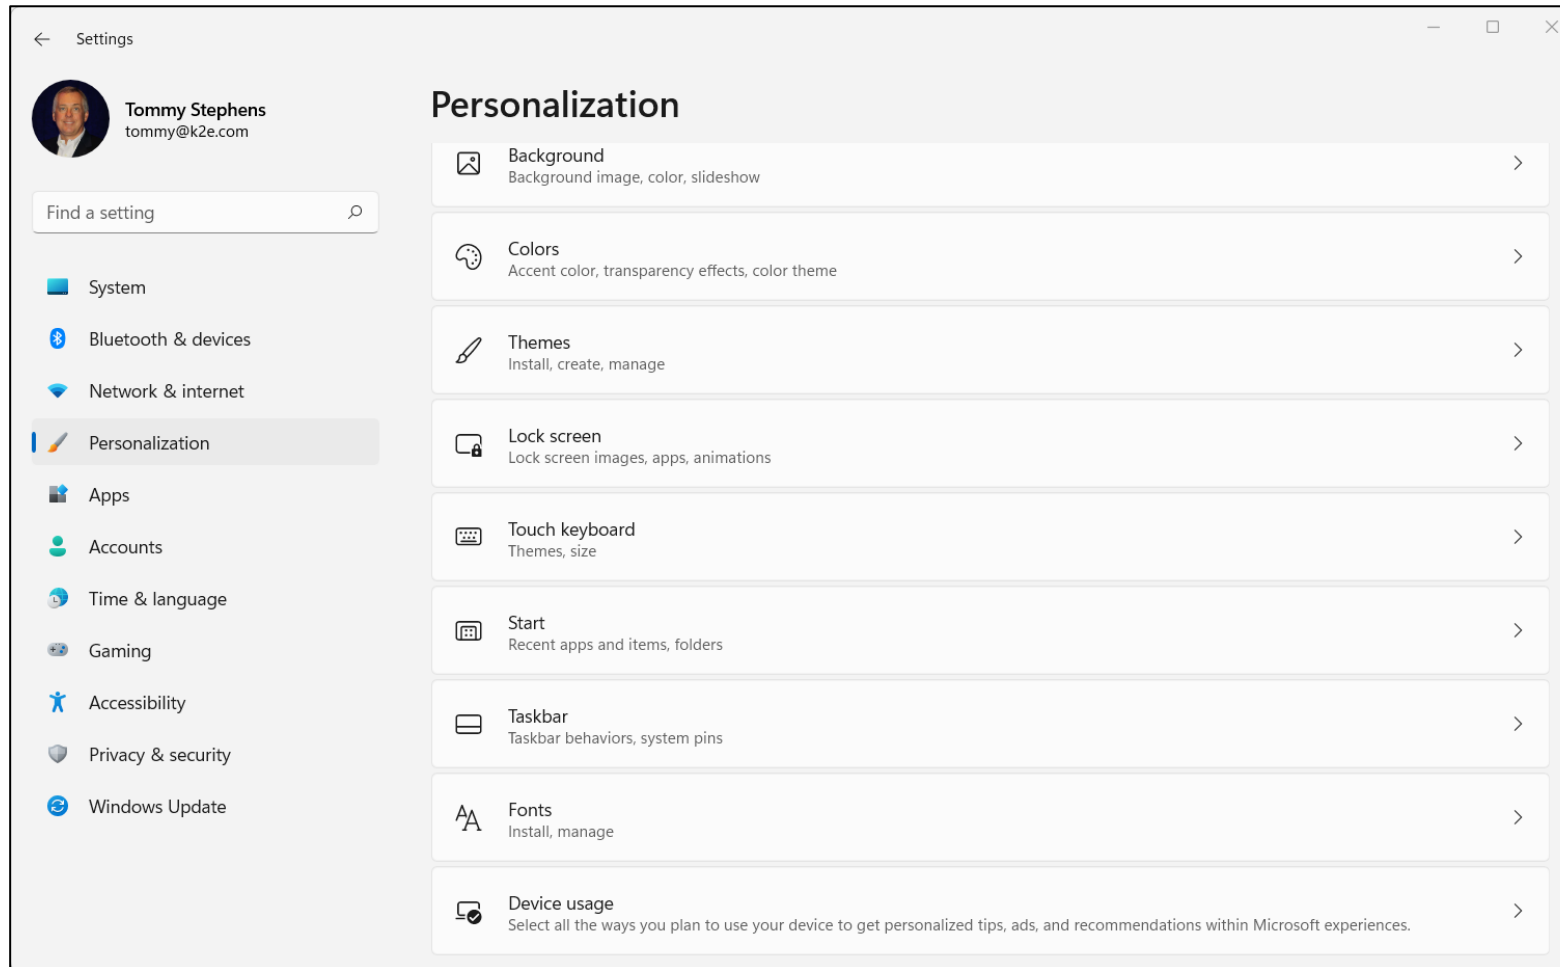 Settings
Tommy Stephens
tommy@k2e.com
Find a setting
System
Bluetooth & devices
Network & internet
Personalization
Apps
Accounts
Time & language
Gaming
Accessibility
Privacy & security
Windows Update
Personalization
Background
Background image, color, slideshow
Colors
Accent color, transparency effects, color theme
Themes
Install, create, manage
Lock screen
Lock screen images, apps, animations
Touch keyboard
Themes, size
Start
Recent apps and items, folders
Taskbar
Taskbar behaviors, system pins
Fonts
Install, manage
Device usage
Select all the ways you plan to use your device to get personalized tips, ads, and recommendations within Microsoft experiences.